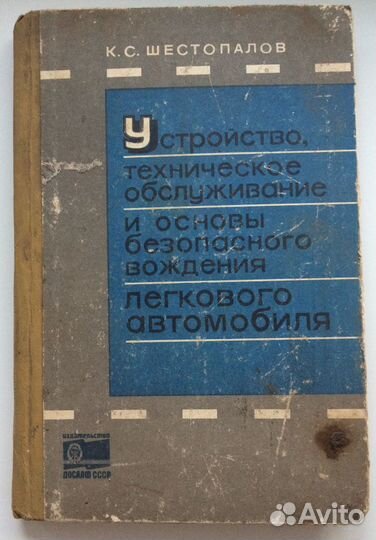 К.С. ШЕСТОПАЛОВ
Устройство,
техническое
обслуживание
и основы
безопасного
вождения
легкового
автомобиля
ИЗДАТЕЛЬСТВО
ДОСААФ СССР
Avito